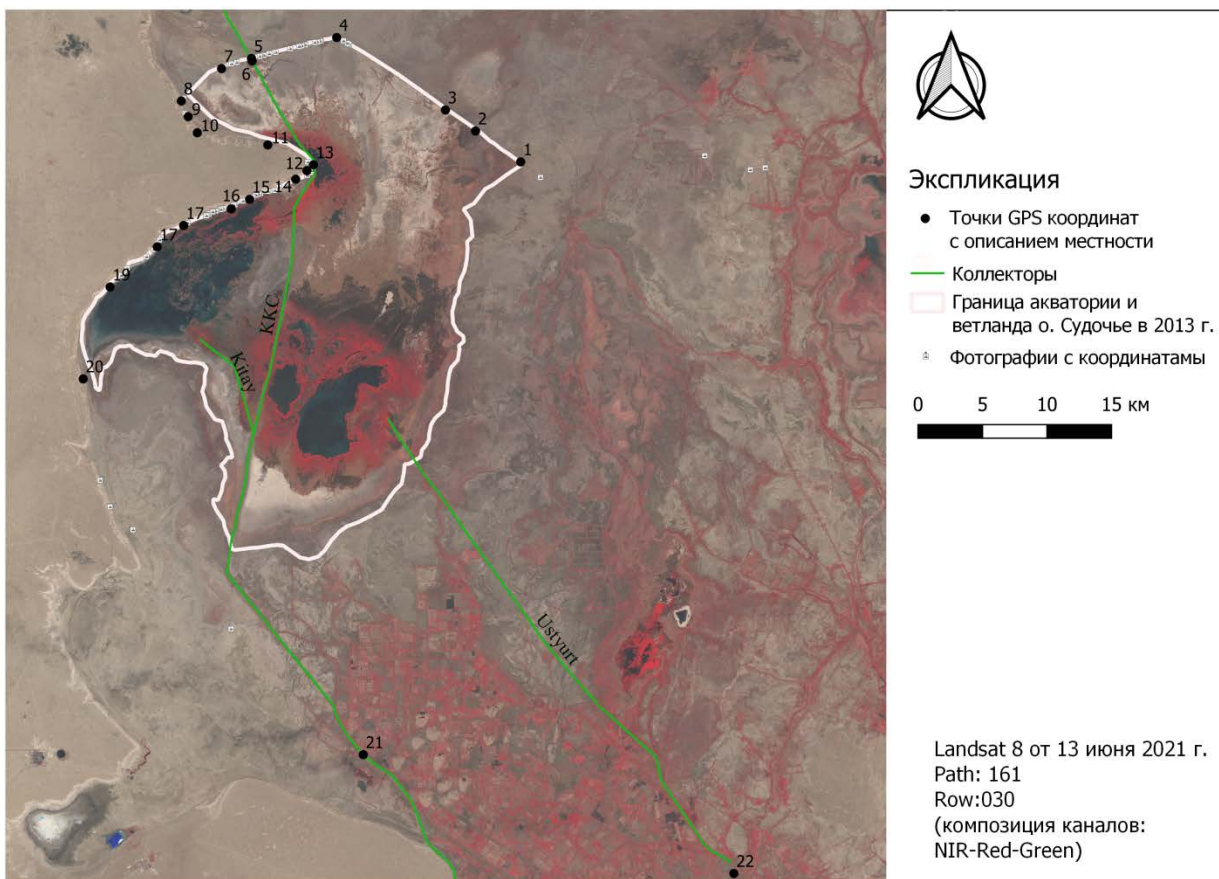 4
5
6
7
8
9
10
11
3
2
1
13
12
14
15
16
17
17
19
20
KKC
Kitay
Ustyurt
21
22
Экспликация
Точки GPS координат
с описанием местности
Коллекторы
Граница акватории и
ветланда о. Судочье в 2013 г.
Фотографии с координатамы
0 5 10 15 км
Landsat 8 от 13 июня 2021 г.
Path: 161
Row:030
(композиция каналов:
NIR-Red-Green)